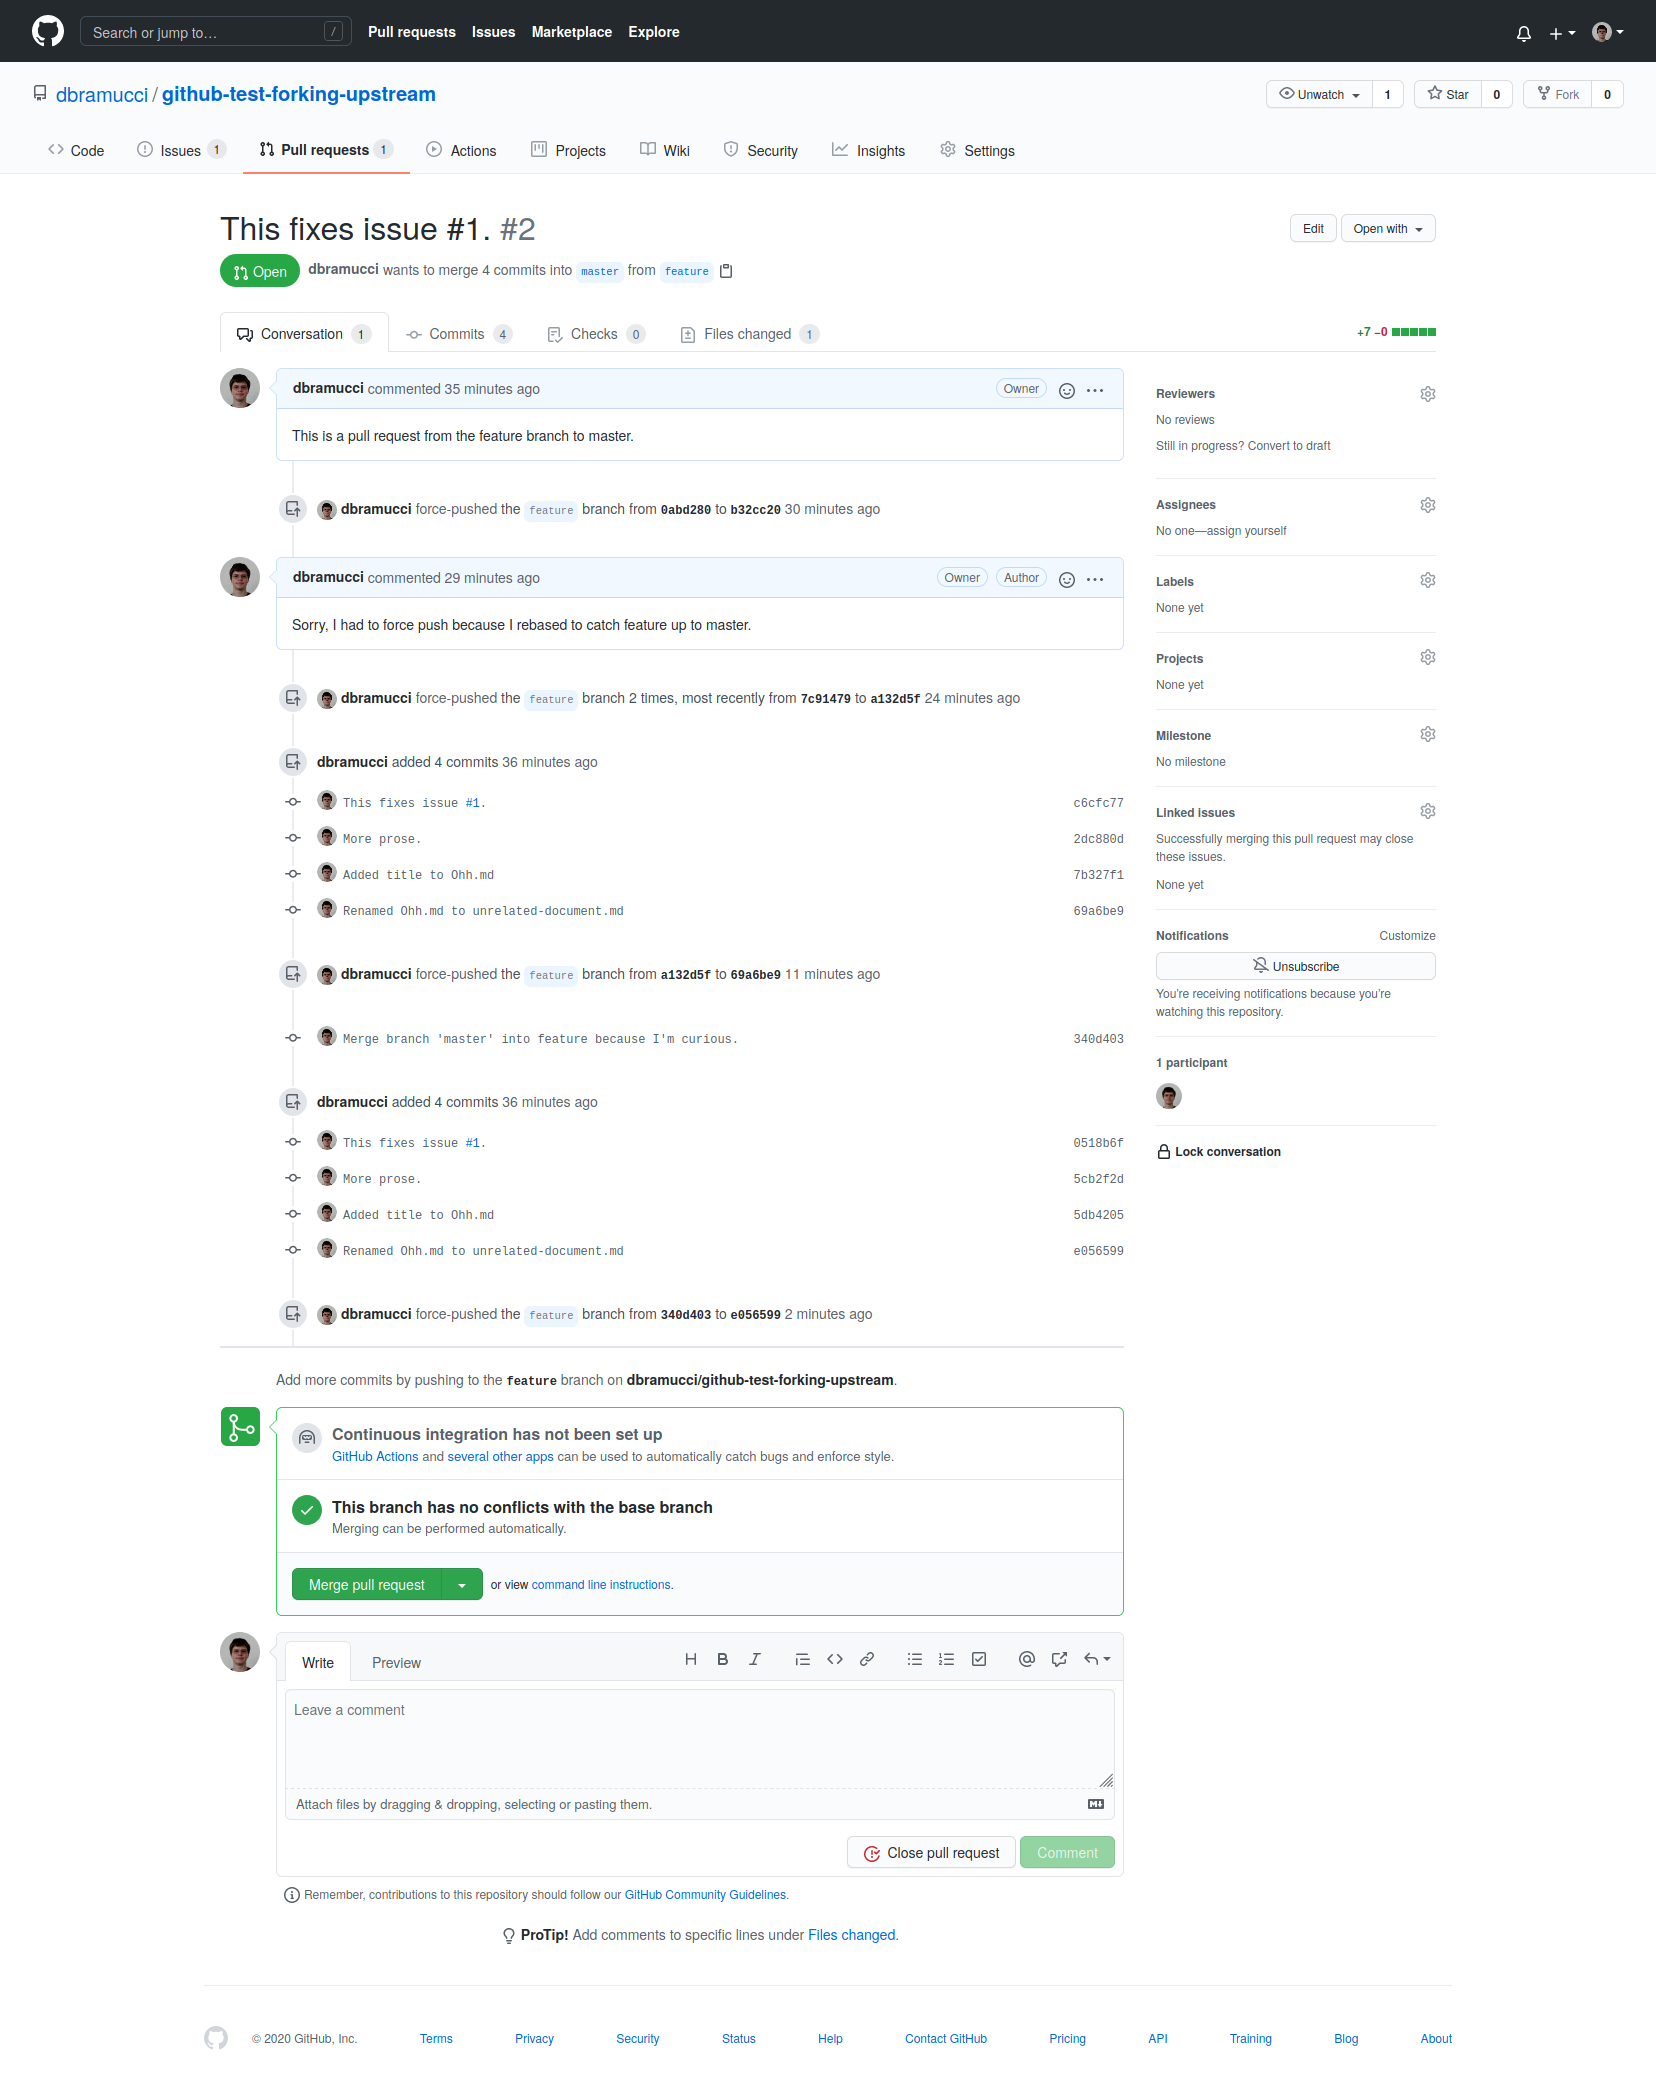 Search or jump to… /
Pull requests Issues Marketplace Explore
dbramucci / github-test-forking-upstream
Unwatch 1 Star 0 Fork 0
Code Issues 1 Pull requests 1 Actions Projects Wiki Security Insights Settings
This fixes issue #1. #2
Edit Open with
Open dbramucci wants to merge 4 commits into master from feature
Conversation 1 Commits 4 Checks 0 Files changed 1
+7 −0
dbramucci commented 35 minutes ago Owner
This is a pull request from the feature branch to master.
dbramucci force-pushed the feature branch from 0abd280 to b32cc20 30 minutes ago
dbramucci commented 29 minutes ago Owner Author
Sorry, I had to force push because I rebased to catch feature up to master.
dbramucci force-pushed the feature branch 2 times, most recently from 7c91479 to a132d5f 24 minutes ago
dbramucci added 4 commits 36 minutes ago
This fixes issue #1. c6cfc77
More prose. 2dc880d
Added title to Ohh.md 7b327f1
Renamed Ohh.md to unrelated-document.md 69a6be9
dbramucci force-pushed the feature branch from a132d5f to 69a6be9 11 minutes ago
Merge branch 'master' into feature because I'm curious. 340d403
dbramucci added 4 commits 36 minutes ago
This fixes issue #1. 0518b6f
More prose. 5cb2f2d
Added title to Ohh.md 5db4205
Renamed Ohh.md to unrelated-document.md e056599
dbramucci force-pushed the feature branch from 340d403 to e056599 2 minutes ago
Add more commits by pushing to the feature branch on dbramucci/github-test-forking-upstream.
Continuous integration has not been set up
GitHub Actions and several other apps can be used to automatically catch bugs and enforce style.
This branch has no conflicts with the base branch
Merging can be performed automatically.
Merge pull request or view command line instructions.
Write Preview
Leave a comment
Attach files by dragging & dropping, selecting or pasting them.
Close pull request Comment
Remember, contributions to this repository should follow our GitHub Community Guidelines.
ProTip! Add comments to specific lines under Files changed.
Reviewers
No reviews
Still in progress? Convert to draft
Assignees
No one—assign yourself
Labels
None yet
Projects
None yet
Milestone
No milestone
Linked issues
Successfully merging this pull request may close
these issues.
None yet
Notifications Customize
Unsubscribe
You're receiving notifications because you're
watching this repository.
1 participant
Lock conversation
© 2020 GitHub, Inc. Terms Privacy Security Status Help Contact GitHub Pricing API Training Blog About